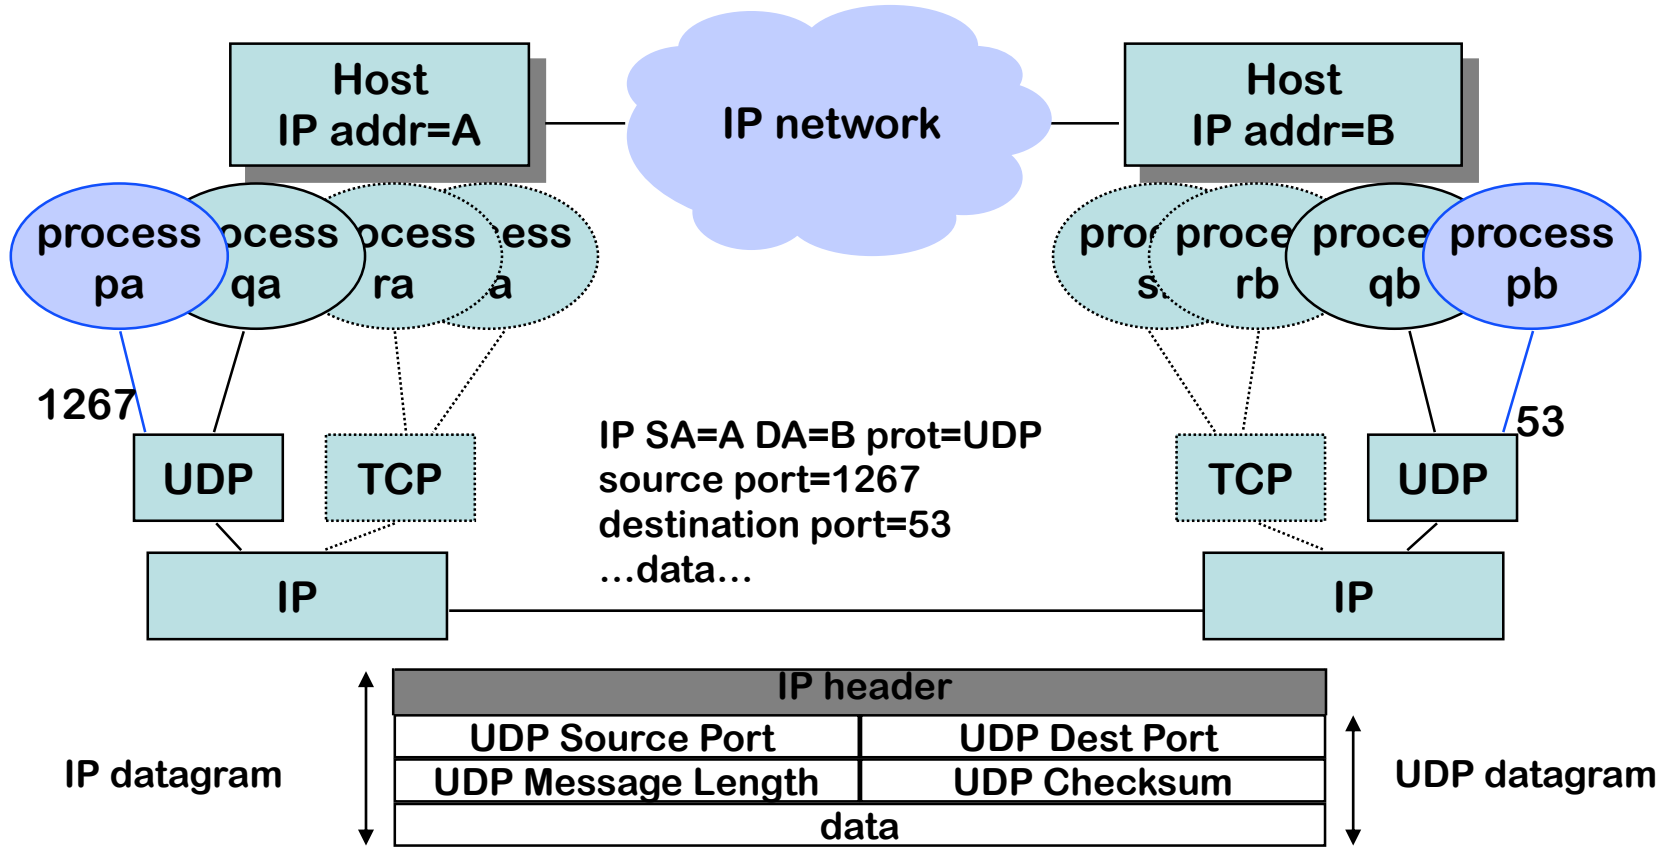 Host
IP addr=A
IP network
Host
IP addr=B
process
pa
ocess
qa
ocess
ra
ess
a
pro
s
proce
rb
proce
qb
process
pb
1267
53
UDP
TCP
IP SA=A DA=B prot=UDP
source port=1267
destination port=53
...data...
TCP
UDP
IP
IP
IP header
UDP Source Port
UDP Dest Port
IP datagram
UDP Message Length
UDP Checksum
UDP datagram
data